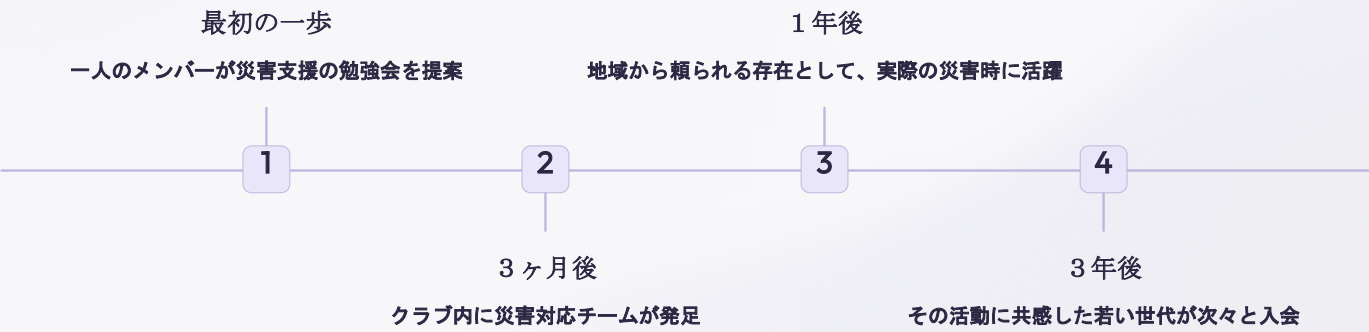 最初の一歩
一人のメンバーが災害支援の勉強会を提案
1
3ヶ月後
クラブ内に災害対応チームが発足
2
1年後
地域から頼られる存在として、実際の災害時に活躍
3
3年後
その活動に共感した若い世代が次々と入会
4